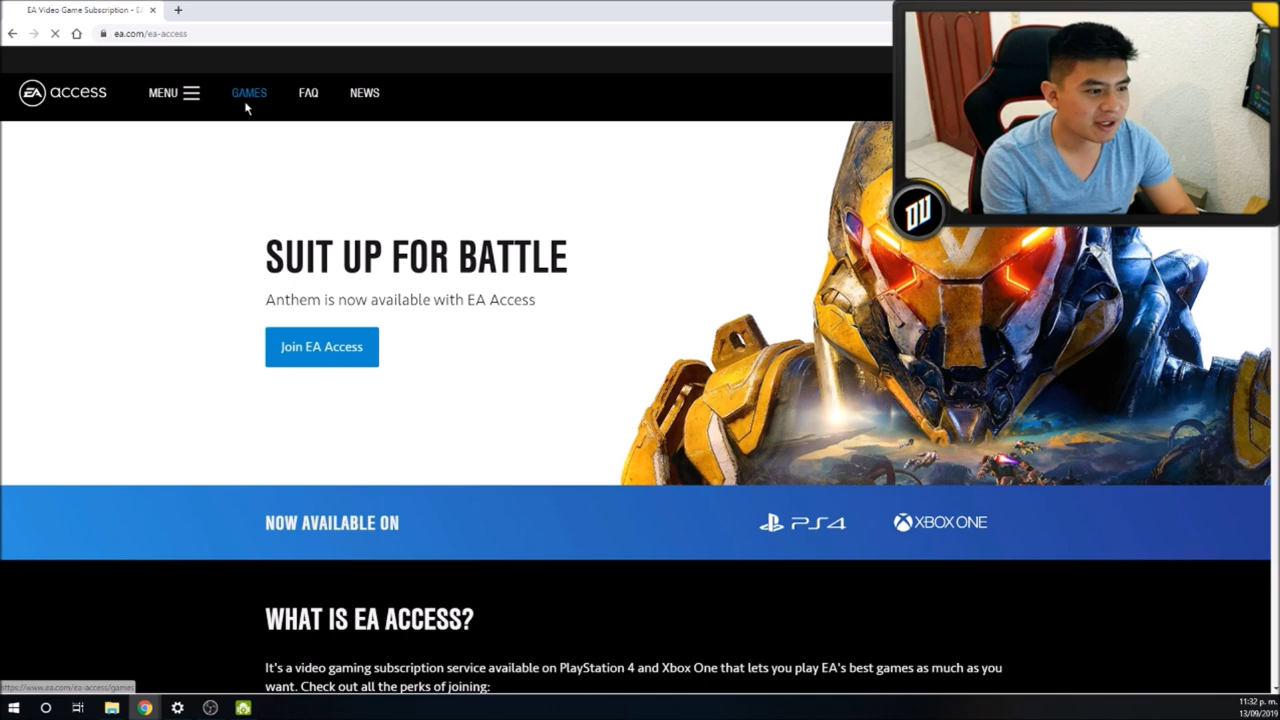 EA Video Game Subscription - EA
ea.com/ea-access
EA access
MENU
GAMES
FAQ
NEWS
SUIT UP FOR BATTLE
Anthem is now available with EA Access
Join EA Access
NOW AVAILABLE ON
PS4
XBOX ONE
WHAT IS EA ACCESS?
It's a video gaming subscription service available on PlayStation 4 and Xbox One that lets you play EA's best games as much as you
want. Check out all the perks of joining:
https://www.ea.com/ea-access/games
11:32 p. m.
13/09/2019